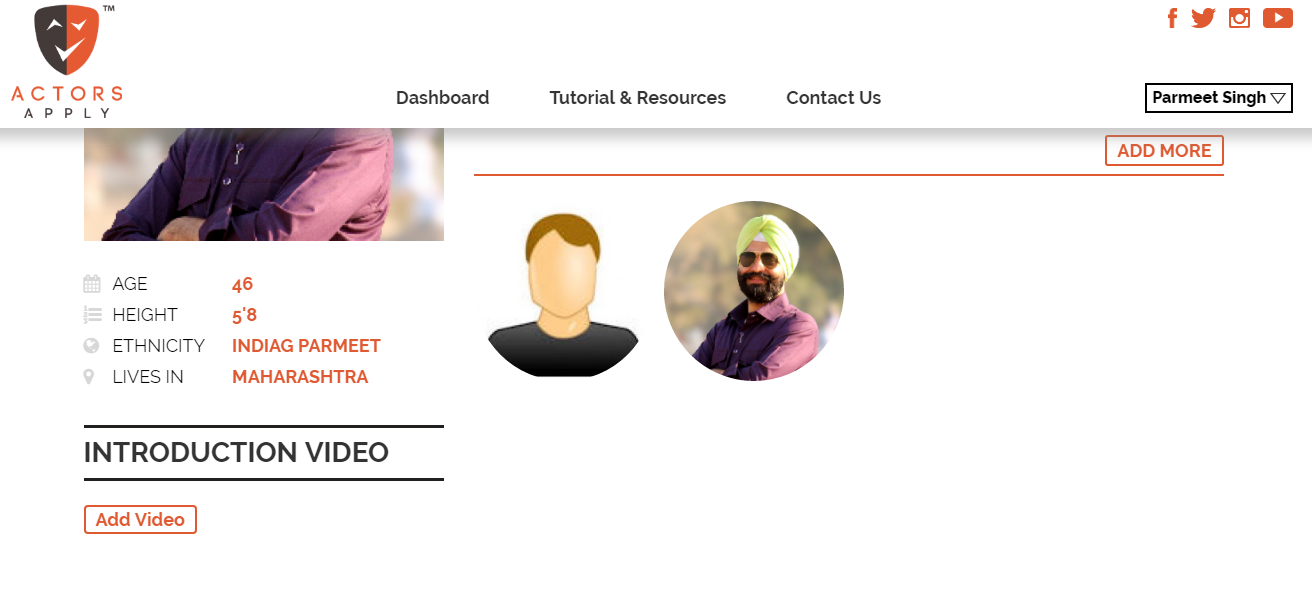 TM
ACTORS
APPLY
Dashboard
Tutorial & Resources
Contact Us
Parmeet Singh
ADD MORE
AGE 46
HEIGHT 5'8
ETHNICITY INDIAG PARMEET
LIVES IN MAHARASHTRA
INTRODUCTION VIDEO
Add Video